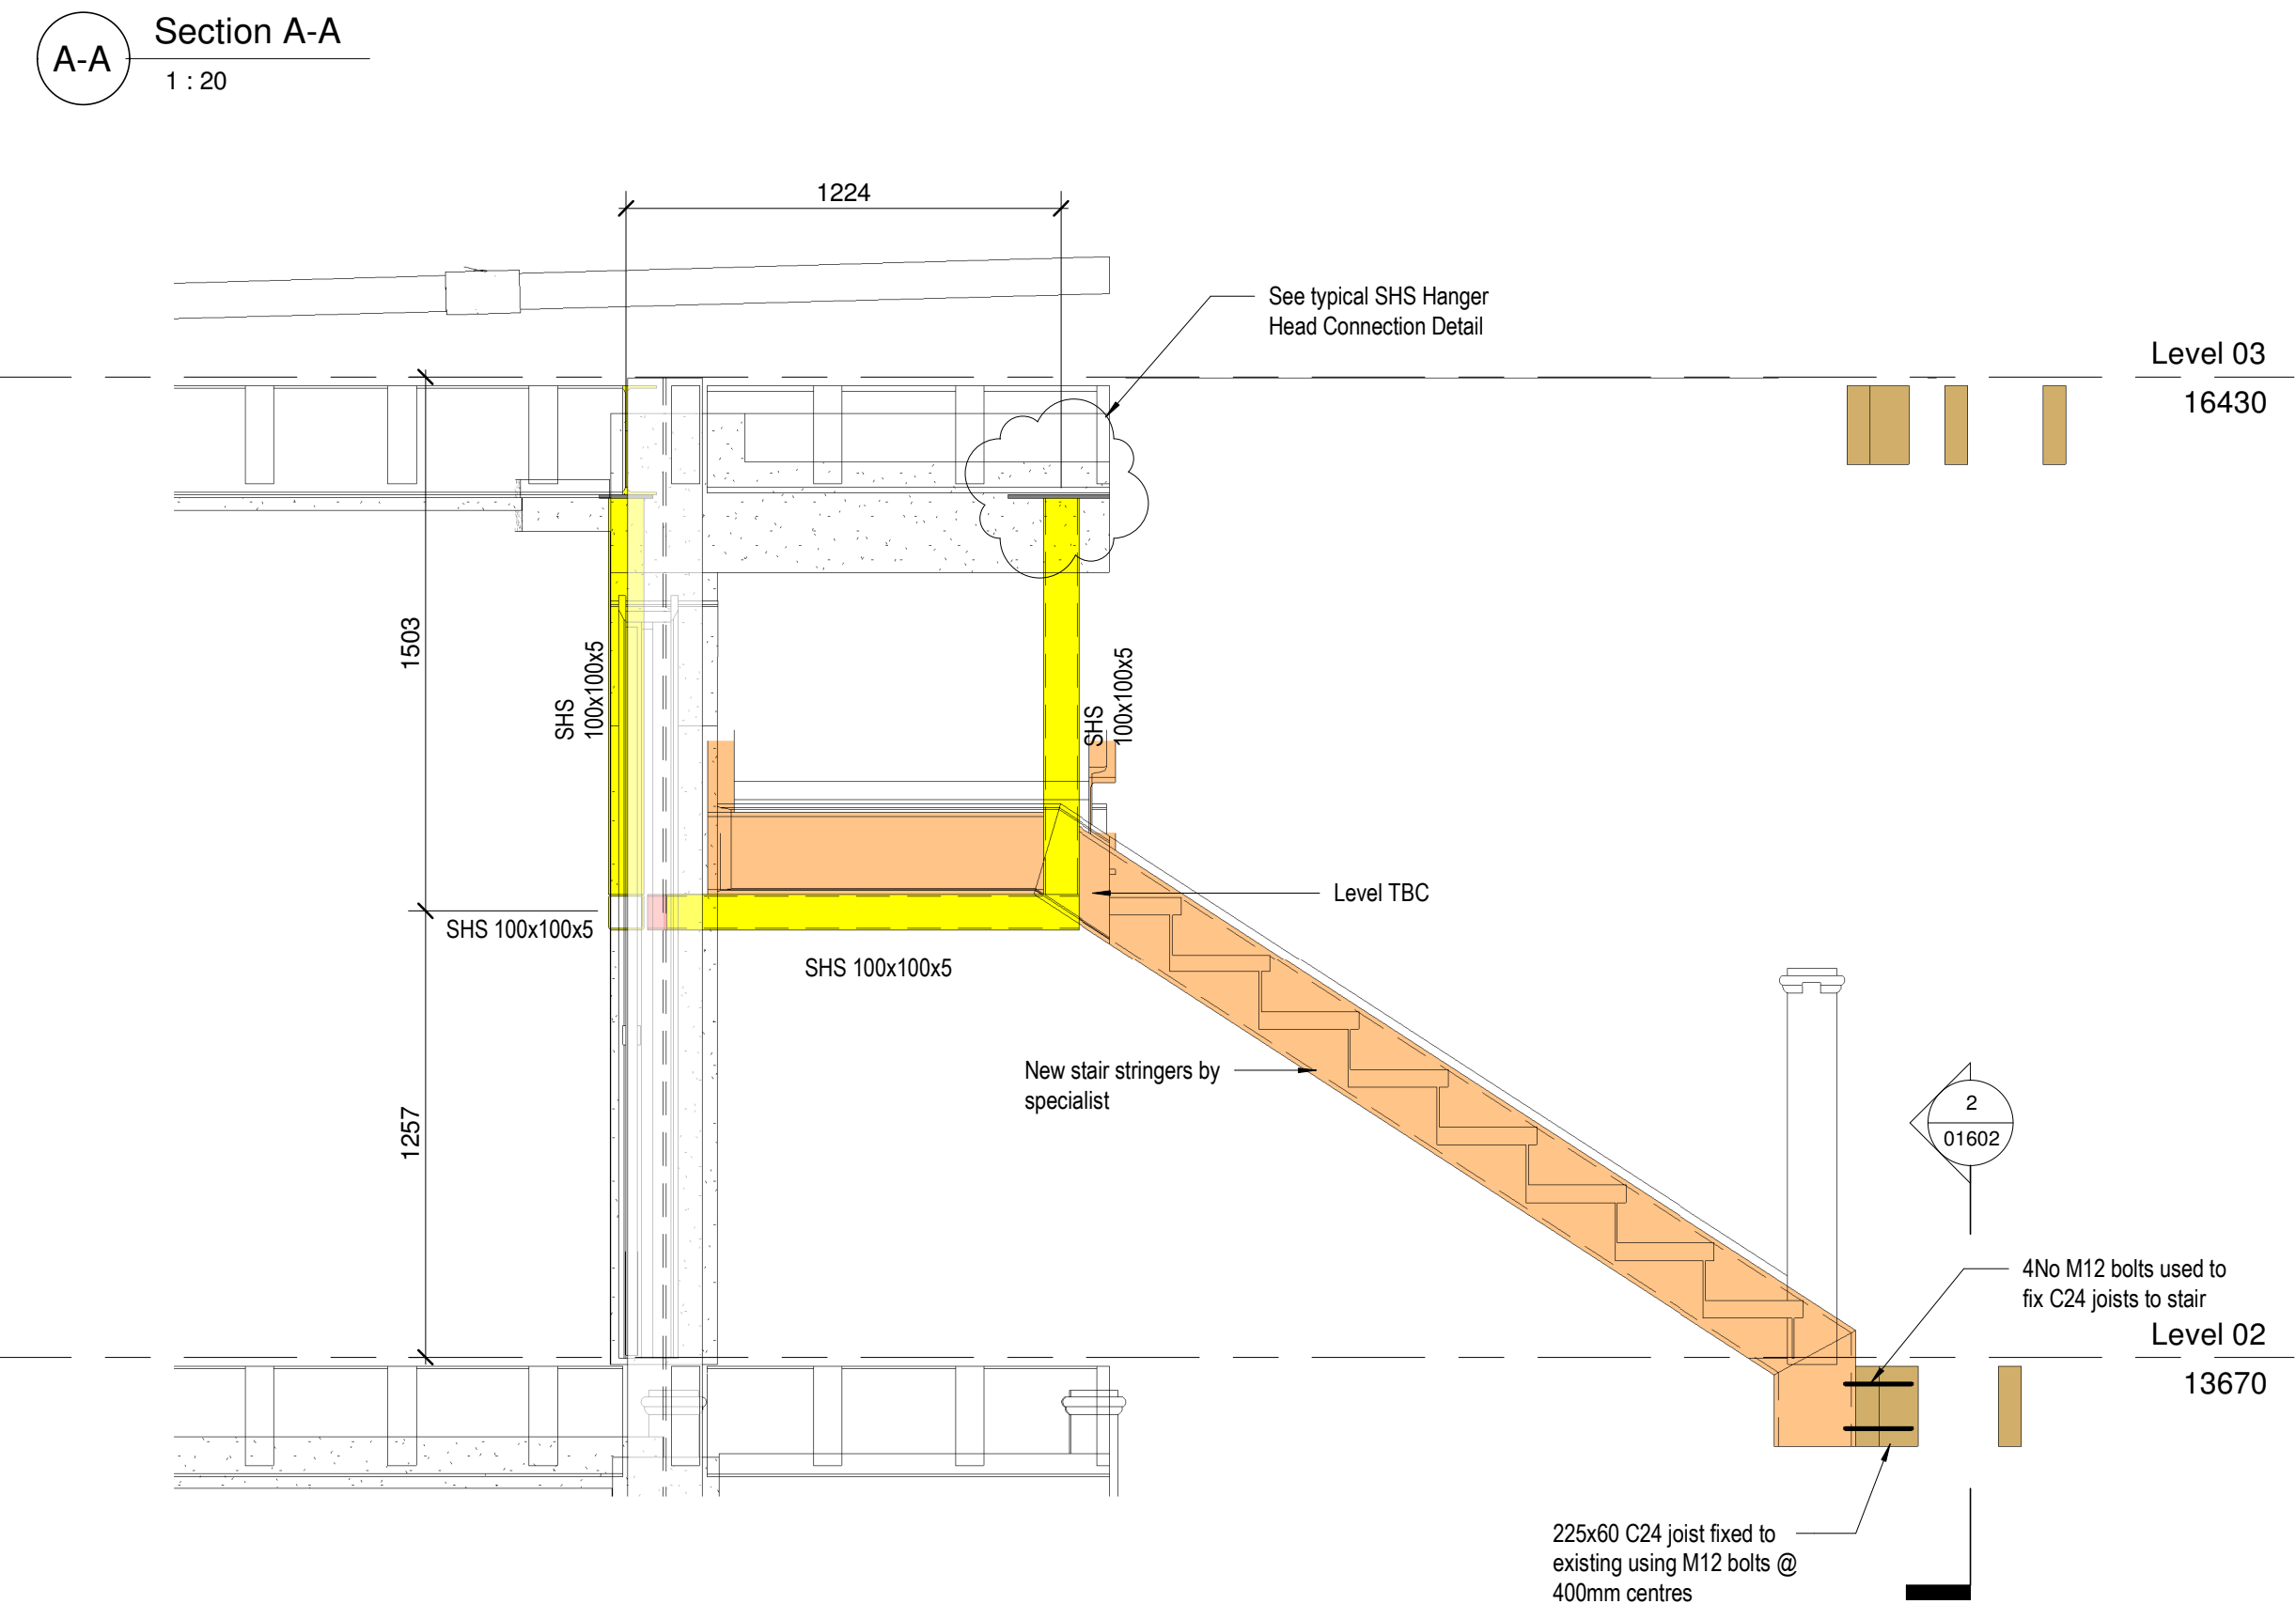 A-A
Section A-A
1 : 20
1224
See typical SHS Hanger
Head Connection Detail
Level 03
16430
1503
SHS
100x100x5
SHS
100x100x5
Level TBC
SHS 100x100x5
SHS 100x100x5
New stair stringers by
specialist
1257
2
01602
4No M12 bolts used to
fix C24 joists to stair
Level 02
13670
225x60 C24 joist fixed to
existing using M12 bolts @
400mm centres